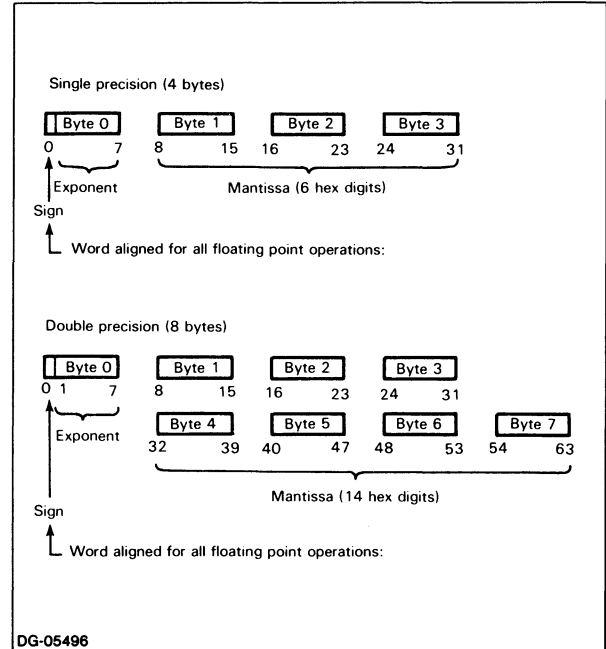 Single precision (4 bytes)
Byte 0 Byte 1 Byte 2 Byte 3
0 7 8 15 16 23 24 31
Exponent Mantissa (6 hex digits)
Sign
Word aligned for all floating point operations:
Double precision (8 bytes)
Byte 0 Byte 1 Byte 2 Byte 3
0 1 7 8 15 16 23 24 31
Byte 4 Byte 5 Byte 6 Byte 7
Exponent
32 39 40 47 48 53 54 63
Mantissa (14 hex digits)
Sign
Word aligned for all floating point operations:
DG-05496